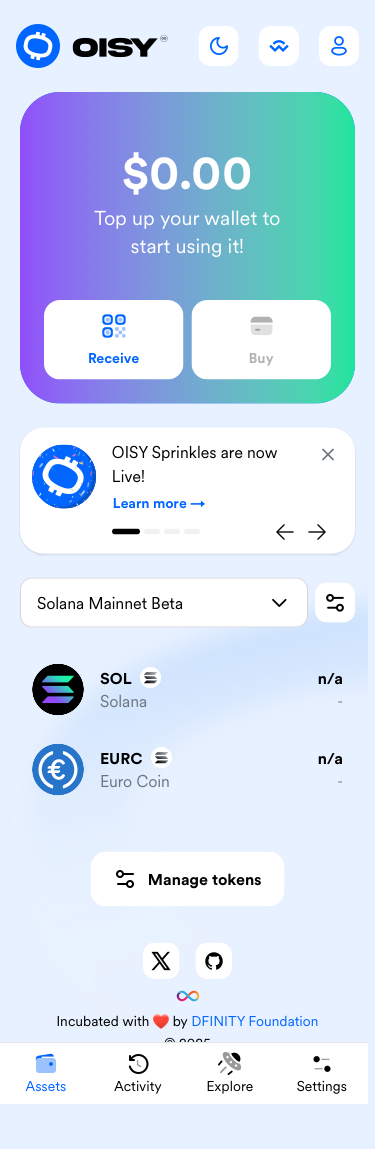 OISY
$0.00
Top up your wallet to
start using it!
Receive
Buy
OISY Sprinkles are now
Live!
Learn more →
Solana Mainnet Beta
SOL n/a
Solana -
EURC n/a
Euro Coin -
Manage tokens
Incubated with ❤️ by DFINITY Foundation
© 2025
Assets
Activity
Explore
Settings